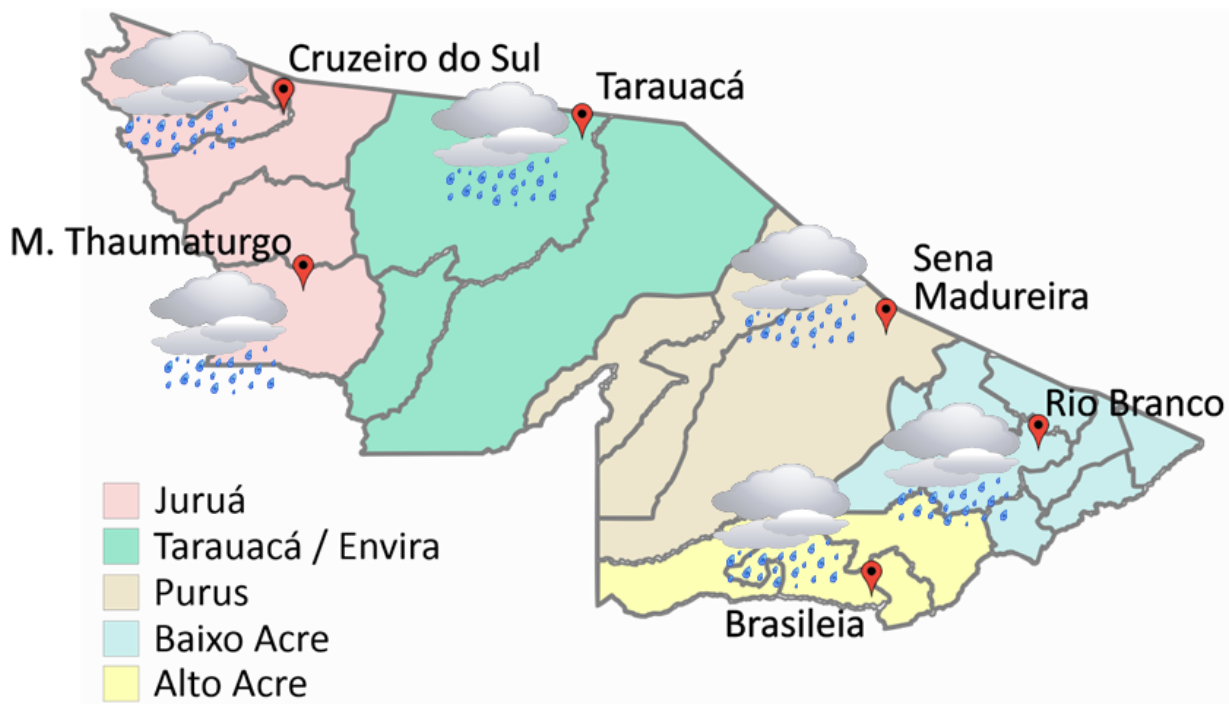 Cruzeiro do Sul
Tarauacá
M. Thaumaturgo
Sena
Madureira
Rio Branco
Brasileia
Juruá
Tarauacá / Envira
Purus
Baixo Acre
Alto Acre